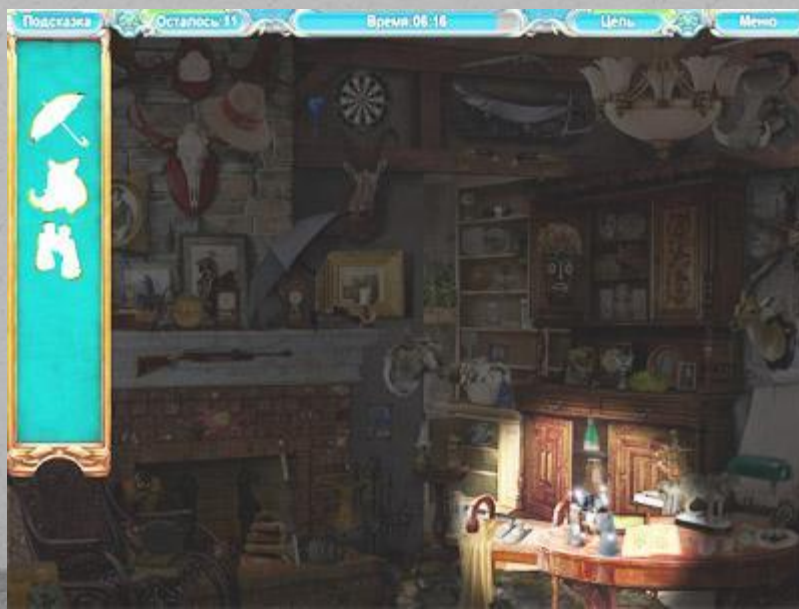 Подсказка
Осталось:11
Время:06:16
Цель
Меню